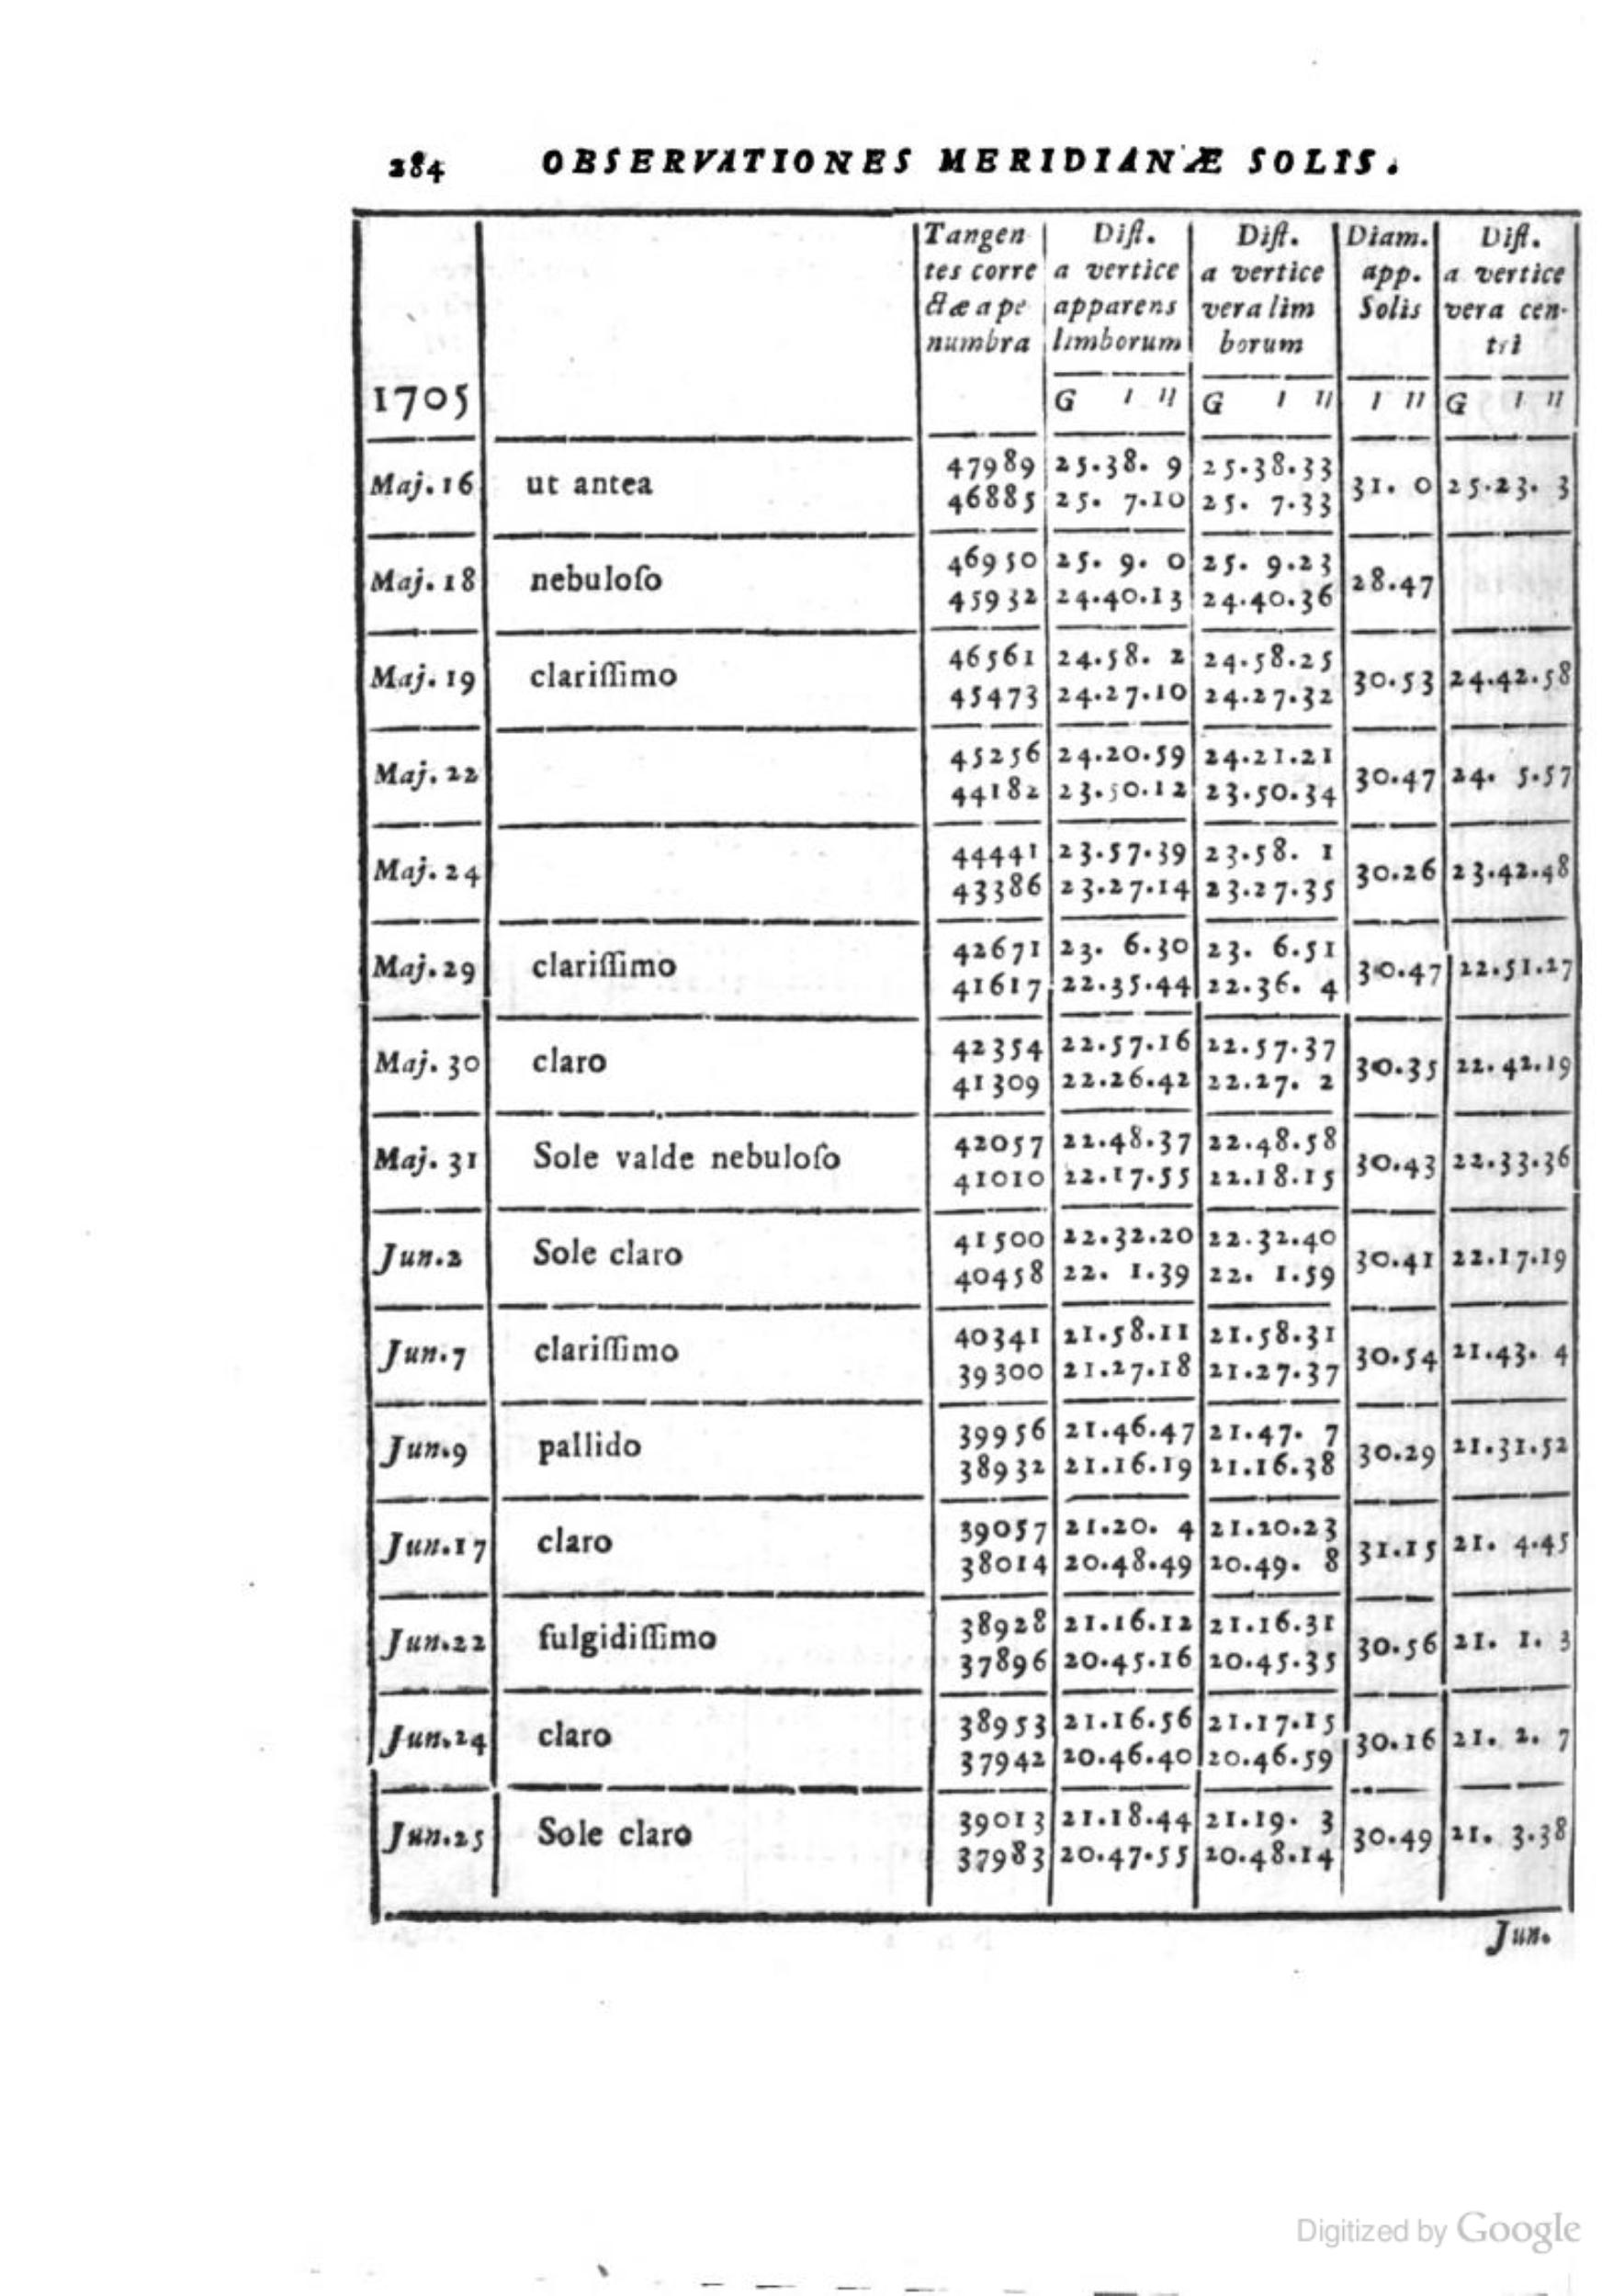 284 OBSERVATIONES MERIDIANÆ SOLIS.
Tangen Diſt. Diſt. Diam. Diſt.
tes corre a vertice a vertice app. a vertice
ctæ a pe apparens vera lim Solis vera cen-
numbra limborum borum tri
1705 G I II G I II I II G I II
47989 25.38. 9 25.38.33
Maj. 16 ut antea 31. 0 25.23. 3
46885 25. 7.10 25. 7.33
46950 25. 9. 0 25. 9.23
Maj. 18 nebuloſo 28.47
45932 24.40.13 24.40.36
46561 24.58. 2 24.58.25
Maj. 19 clariſſimo 30.53 24.42.58
45473 24.27.10 24.27.32
45256 24.20.59 24.21.21
Maj. 22 30.47 24. 5.57
44182 23.50.12 23.50.34
44441 23.57.39 23.58. 1
Maj. 24 30.26 23.42.48
43386 23.27.14 23.27.35
42671 23. 6.30 23. 6.51
Maj. 29 clariſſimo 30.47 22.51.27
41617 22.35.44 22.36. 4
42354 22.57.16 22.57.37
Maj. 30 claro 30.35 22.42.19
41309 22.26.42 22.27. 2
42057 22.48.37 22.48.58
Maj. 31 Sole valde nebuloſo 30.43 22.33.36
41010 22.17.55 22.18.15
41500 22.32.20 22.32.40
Jun. 2 Sole claro 30.41 22.17.19
40458 22. 1.39 22. 1.59
40341 21.58.11 21.58.31
Jun. 7 clariſſimo 30.54 21.43. 4
39300 21.27.18 21.27.37
39956 21.46.47 21.47. 7
Jun. 9 pallido 30.29 21.31.52
38932 21.16.19 21.16.38
39057 21.20. 4 21.20.23
Jun. 17 claro 31.15 21. 4.45
38014 20.48.49 20.49. 8
38928 21.16.12 21.16.31
Jun. 22 fulgidiſſimo 30.56 21. 1. 3
37896 20.45.16 20.45.35
38953 21.16.56 21.17.15
Jun. 24 claro 30.16 21. 2. 7
37942 20.46.40 20.46.59
39013 21.18.44 21.19. 3
Jun. 25 Sole claro 30.49 21. 3.38
37983 20.47.55 20.48.14
Jun.
Digitized by Google